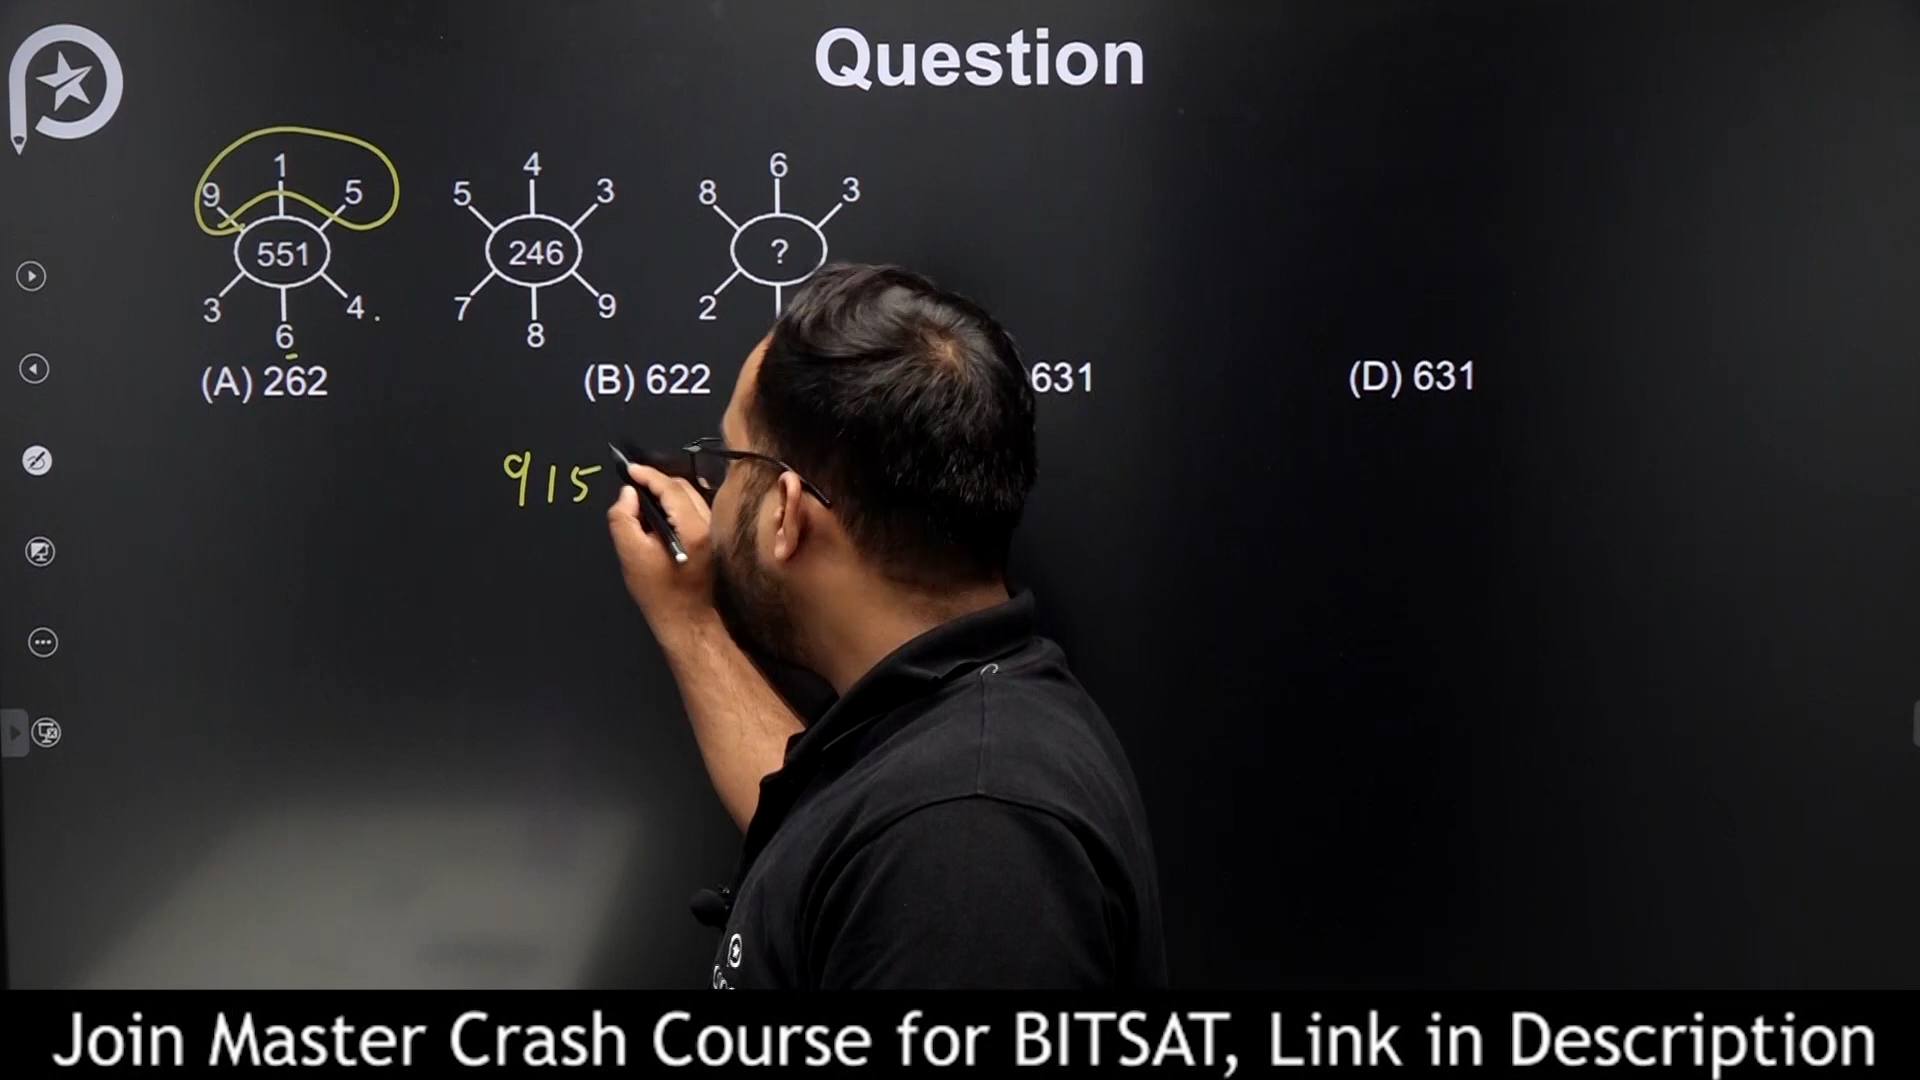 Question
1 4 6
9 5 5 3 8 3
551 246 ?
3 4 7 9 2
6 8
(A) 262 (B) 622 631 (D) 631
915
Join Master Crash Course for BITSAT, Link in Description